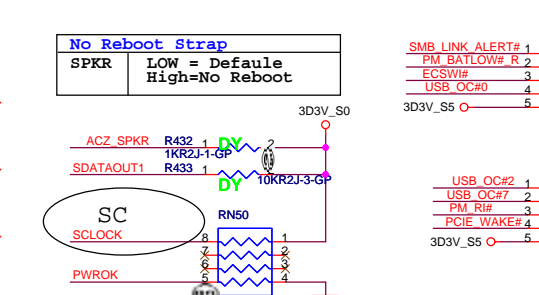 No Reboot Strap
SPKR LOW = Defaule
High=No Reboot
3D3V_S0
ACZ_SPKR R432 1 DY 2
1KR2J-1-GP
SDATAOUT1 R433 1 DY
10KR2J-3-GP
SC
RN50
SCLOCK 8 1
7 2
6 3
PWROK 5 4
SMB_LINK_ALERT# 1
PM_BATLOW#_R 2
ECSWI# 3
USB_OC#0 4
3D3V_S5 5
USB_OC#2 1
USB_OC#7 2
PM_RI# 3
PCIE_WAKE# 4
3D3V_S5 5